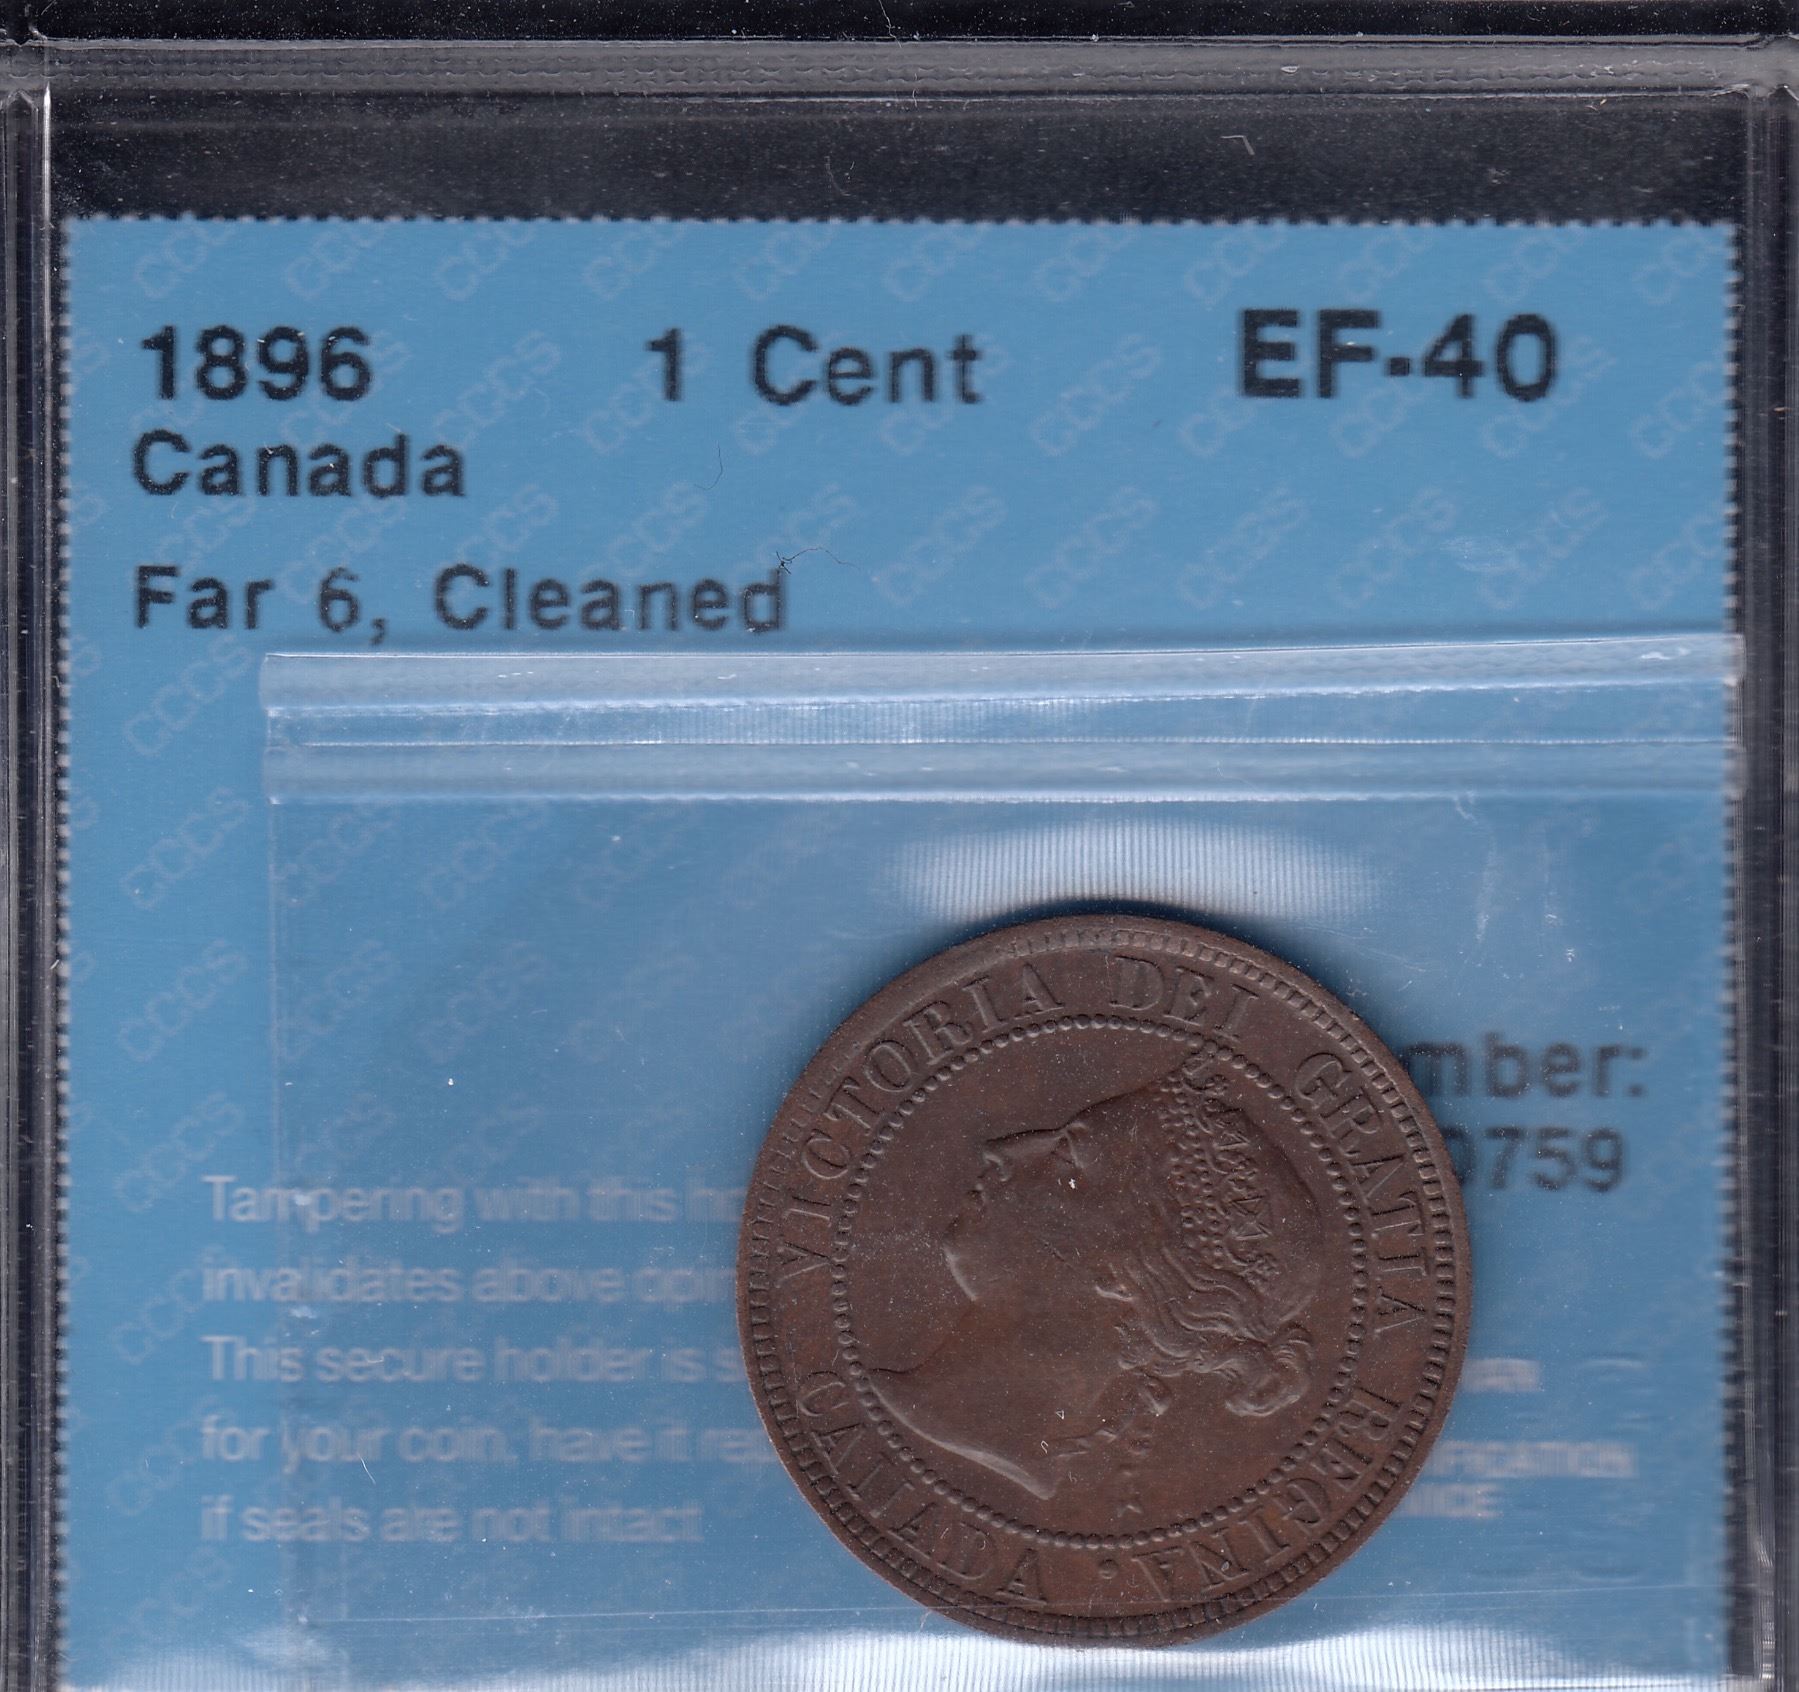 1896 1 Cent EF-40
Canada
Far 6, Cleaned
mber:
759
Tampering with this
invalidates above
This secure holder is
for your coin. have it
if seals are not intact
VICTORIA DEI GRATIA REGINA • CANADA
CCCS